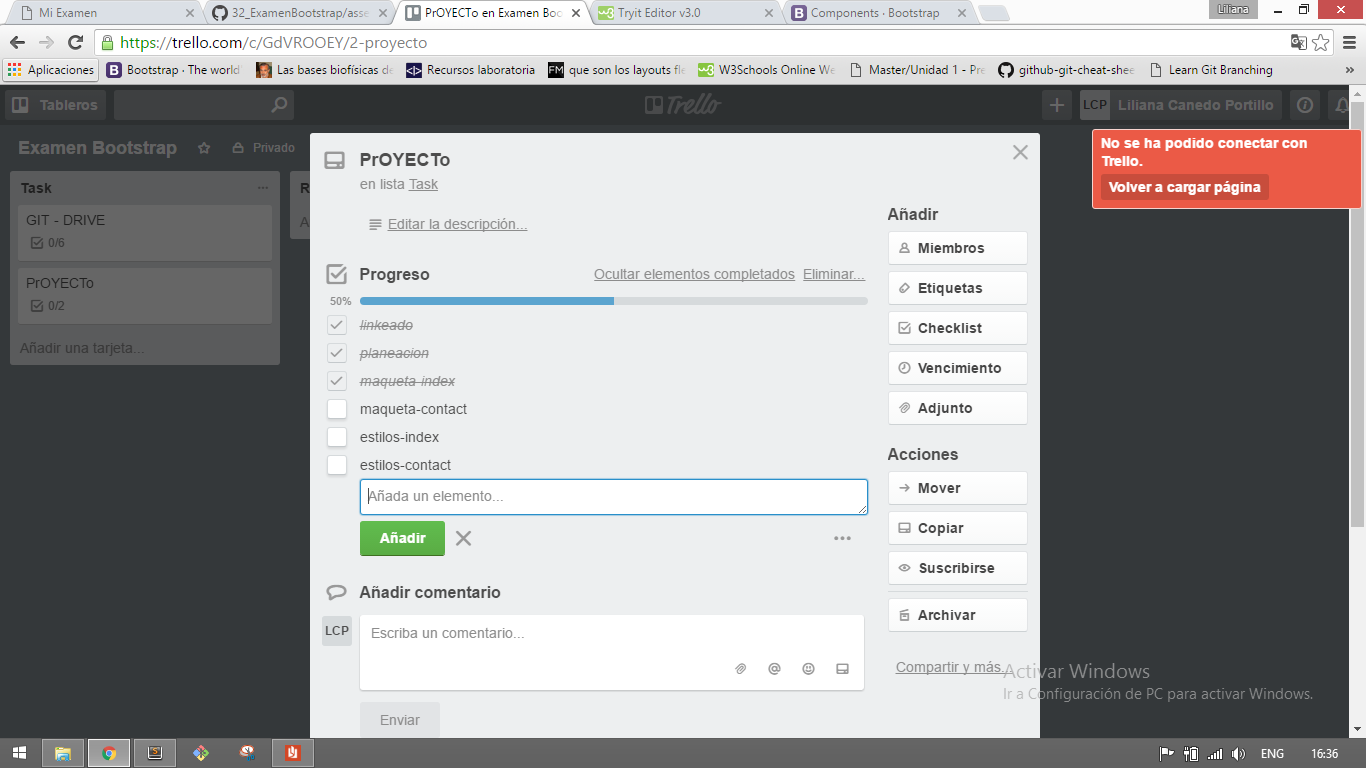 Mi Examen
32_ExamenBootstrap/asse
PrOYECTo en Examen Boo
Tryit Editor v3.0
Components · Bootstrap
Liliana
https://trello.com/c/GdVROOEY/2-proyecto
Aplicaciones
Bootstrap · The world'
Las bases biofísicas de
Recursos laboratoria
que son los layouts fle
W3Schools Online We
Master/Unidad 1 - Pre
github-git-cheat-shee
Learn Git Branching
»
Tableros
Trello
LCP Liliana Canedo Portillo
Examen Bootstrap
Privado
No se ha podido conectar con
Trello.
Volver a cargar página
Task
R
GIT - DRIVE
0/6
A
PrOYECTo
0/2
Añadir una tarjeta...
PrOYECTo
en lista Task
Editar la descripción...
Progreso
Ocultar elementos completados
Eliminar...
50%
linkeado
planeacion
maqueta-index
maqueta-contact
estilos-index
estilos-contact
Añada un elemento...
Añadir
Añadir comentario
LCP
Escriba un comentario...
Enviar
Añadir
Miembros
Etiquetas
Checklist
Vencimiento
Adjunto
Acciones
Mover
Copiar
Suscribirse
Archivar
Compartir y más...
Activar Windows
Ir a Configuración de PC para activar Windows.
ENG
16:36